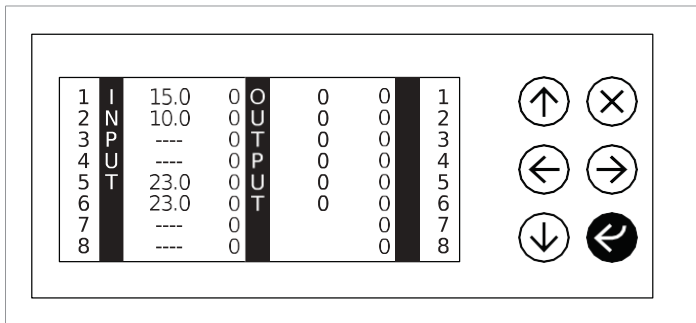 1 I 15.0 0 O 0 0 1
2 N 10.0 0 U 0 0 2
3 P ---- 0 T 0 0 3
4 U ---- 0 P 0 0 4
5 T 23.0 0 U 0 0 5
6 23.0 0 T 0 0 6
7 ---- 0 0 7
8 ---- 0 0 8